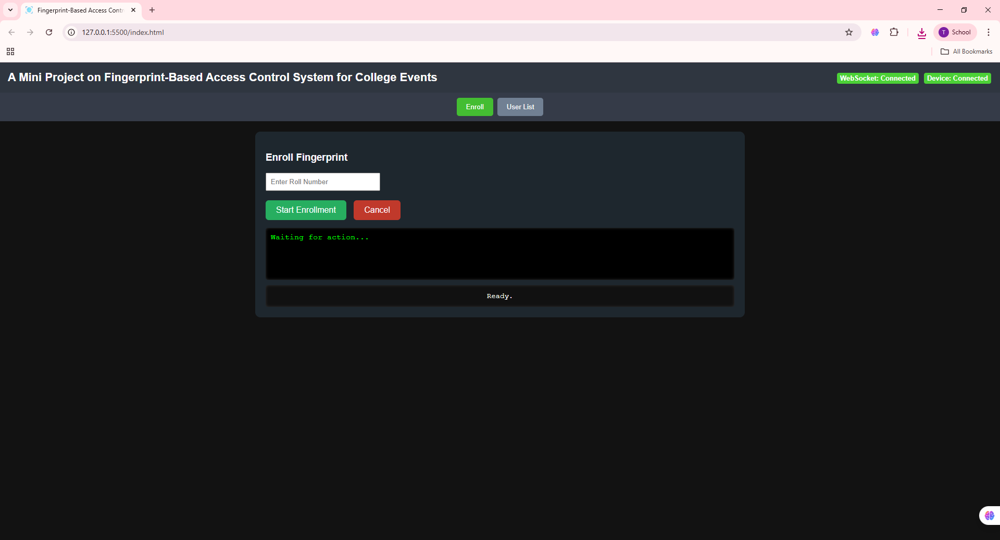 Fingerprint-Based Access Contr
127.0.0.1:5500/index.html
T School
All Bookmarks
A Mini Project on Fingerprint-Based Access Control System for College Events
WebSocket: Connected Device: Connected
Enroll User List
Enroll Fingerprint
Enter Roll Number
Start Enrollment Cancel
Waiting for action...
Ready.